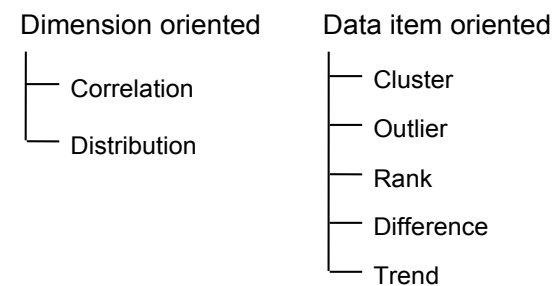 Dimension oriented
Correlation
Distribution
Data item oriented
Cluster
Outlier
Rank
Difference
Trend